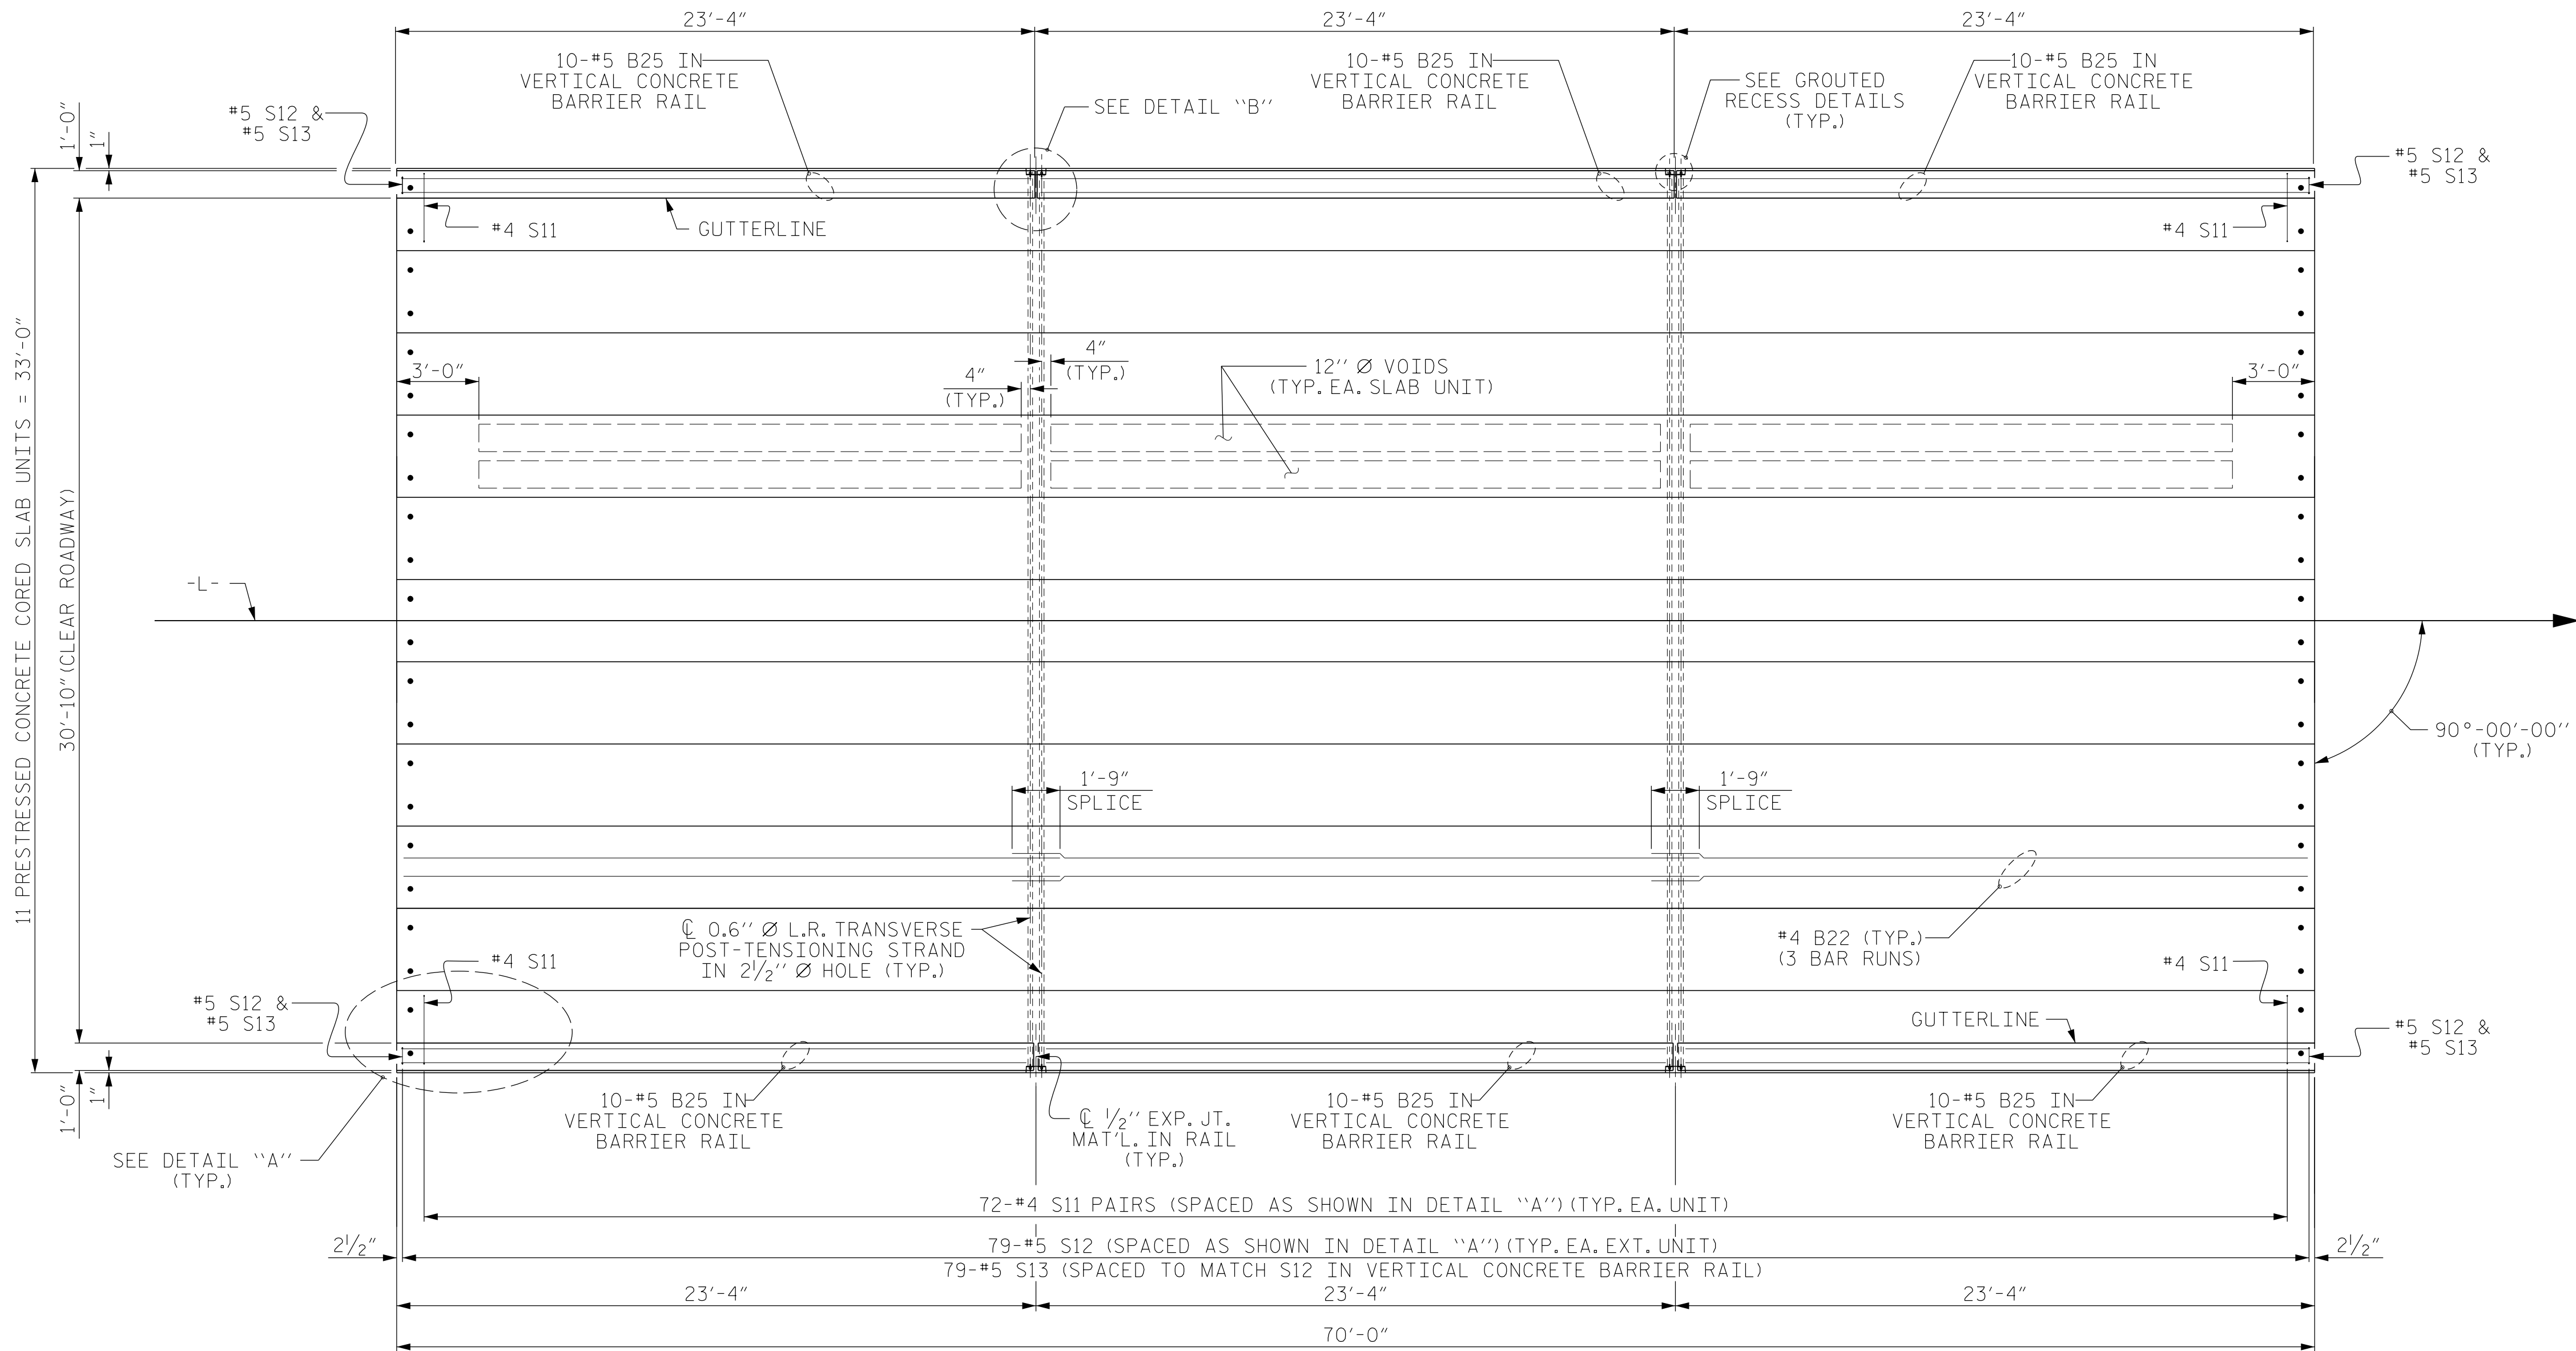 23′-4″
23′-4″
23′-4″
10-#5 B25 IN
VERTICAL CONCRETE
BARRIER RAIL
10-#5 B25 IN
VERTICAL CONCRETE
BARRIER RAIL
10-#5 B25 IN
VERTICAL CONCRETE
BARRIER RAIL
SEE GROUTED
RECESS DETAILS
(TYP.)
SEE DETAIL ‶B″
#5 S12 &
#5 S13
1′-0″
1″
#5 S12 &
#5 S13
#4 S11
GUTTERLINE
#4 S11
11 PRESTRESSED CONCRETE CORED SLAB UNITS = 33′-0″
30′-10″(CLEAR ROADWAY)
3′-0″
4″
(TYP.)
4″
(TYP.)
12″ Ø VOIDS
(TYP. EA. SLAB UNIT)
3′-0″
-L-
90°-00′-00″
(TYP.)
1′-9″
SPLICE
1′-9″
SPLICE
℄ 0.6″ Ø L.R. TRANSVERSE
POST-TENSIONING STRAND
IN 2½″ Ø HOLE (TYP.)
#4 B22 (TYP.)
(3 BAR RUNS)
#4 S11
#4 S11
#5 S12 &
#5 S13
GUTTERLINE
#5 S12 &
#5 S13
1′-0″
1″
10-#5 B25 IN
VERTICAL CONCRETE
BARRIER RAIL
℄ ½″ EXP. JT.
MAT'L. IN RAIL
(TYP.)
10-#5 B25 IN
VERTICAL CONCRETE
BARRIER RAIL
10-#5 B25 IN
VERTICAL CONCRETE
BARRIER RAIL
SEE DETAIL ‶A″
(TYP.)
72-#4 S11 PAIRS (SPACED AS SHOWN IN DETAIL ‶A″)(TYP. EA. UNIT)
2½″
79-#5 S12 (SPACED AS SHOWN IN DETAIL ‶A″)(TYP. EA. EXT. UNIT)
2½″
79-#5 S13 (SPACED TO MATCH S12 IN VERTICAL CONCRETE BARRIER RAIL)
23′-4″
23′-4″
23′-4″
70′-0″